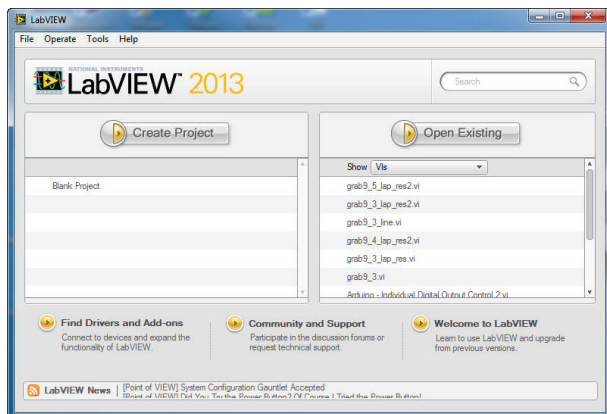 LabVIEW
File Operate Tools Help
NATIONAL INSTRUMENTS
LabVIEW™ 2013
Search
Create Project
Blank Project
Open Existing
Show VIs
grab9_5_lap_res2.vi
grab9_3_lap_res2.vi
grab9_3_line.vi
grab9_4_lap_res2.vi
grab9_3_lap_res.vi
grab9_3.vi
Arduino - Individual Digital Output Control 2.vi
Find Drivers and Add-ons
Connect to devices and expand the
functionality of LabVIEW.
Community and Support
Participate in the discussion forums or
request technical support.
Welcome to LabVIEW
Learn to use LabVIEW and upgrade
from previous versions.
LabVIEW News
[Point of VIEW] System Configuration Gauntlet Accepted
[Point of VIEW] Did You Try the Power Button? Of Course I Tried the Power Button!